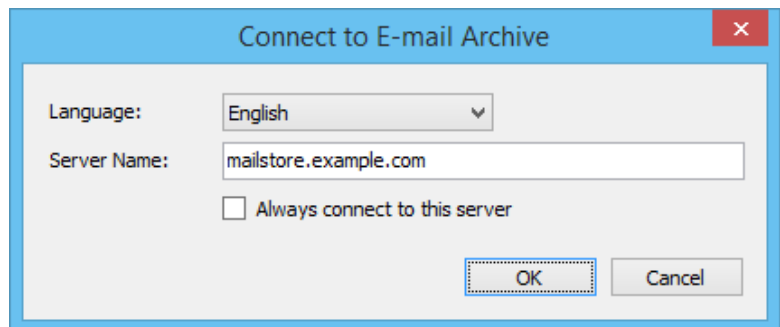 Connect to E-mail Archive
Language: English
Server Name: mailstore.example.com
Always connect to this server
OK Cancel